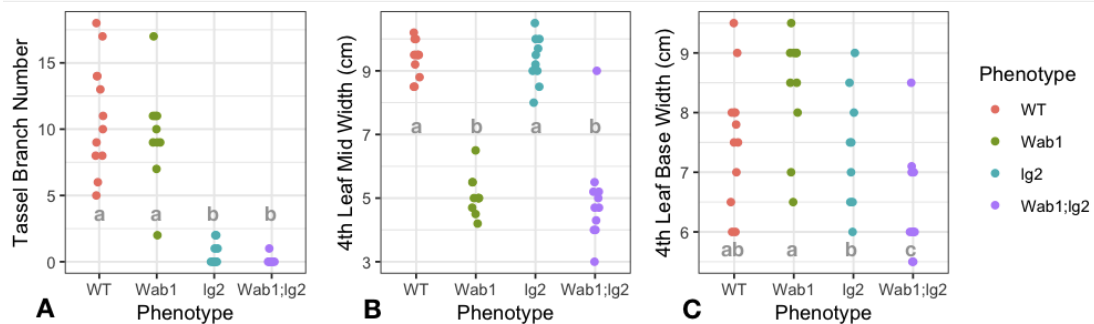 Tassel Branch Number
15
10
5
0
a
a
b
b
WT
Wab1
lg2
Wab1;lg2
A
Phenotype
4th Leaf Mid Width (cm)
9
7
5
3
a
b
a
b
WT
Wab1
lg2
Wab1;lg2
B
Phenotype
4th Leaf Base Width (cm)
9
8
7
6
ab
a
b
c
WT
Wab1
lg2
Wab1;lg2
C
Phenotype
Phenotype
WT
Wab1
lg2
Wab1;lg2